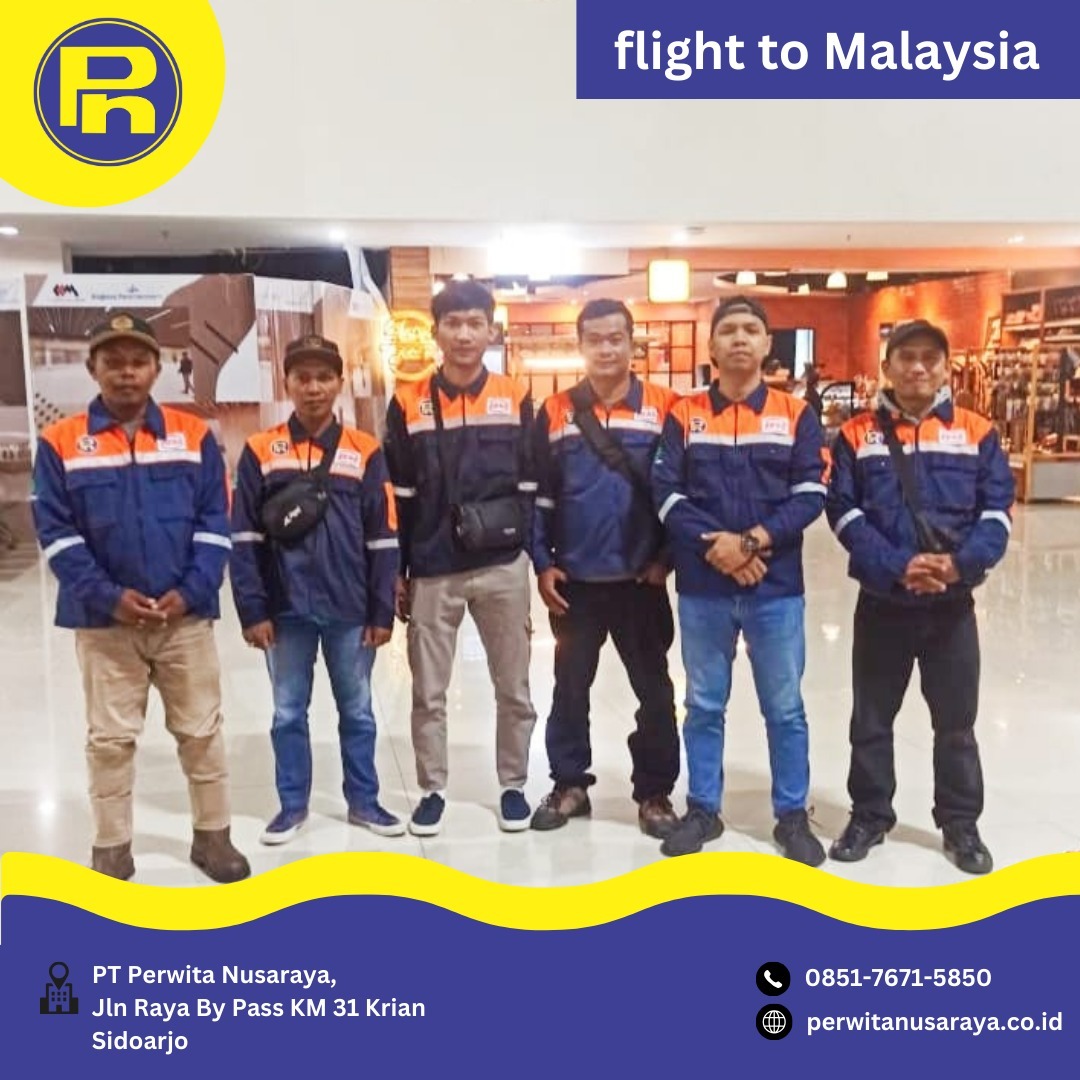 Pn
flight to Malaysia
PT Perwita Nusaraya,
Jln Raya By Pass KM 31 Krian
Sidoarjo
0851-7671-5850
perwitanusaraya.co.id